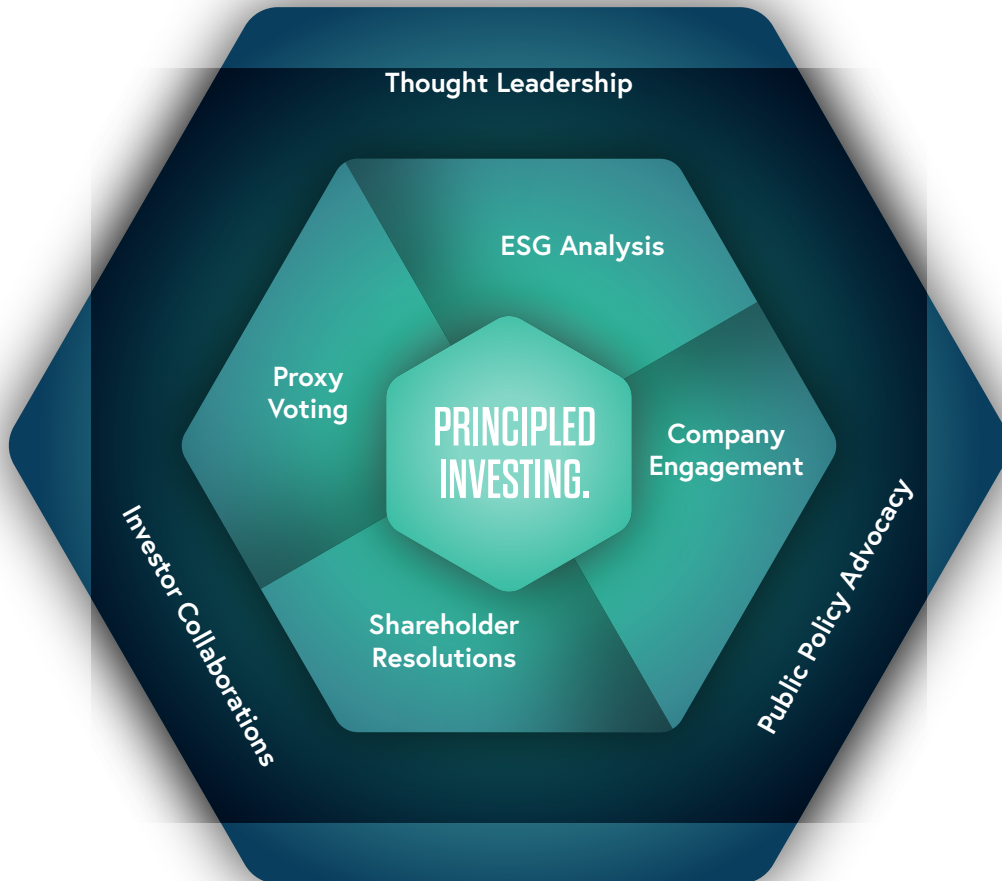 Thought Leadership
ESG Analysis
Proxy
Voting
PRINCIPLED
INVESTING.
Company
Engagement
Shareholder
Resolutions
Investor Collaborations
Public Policy Advocacy